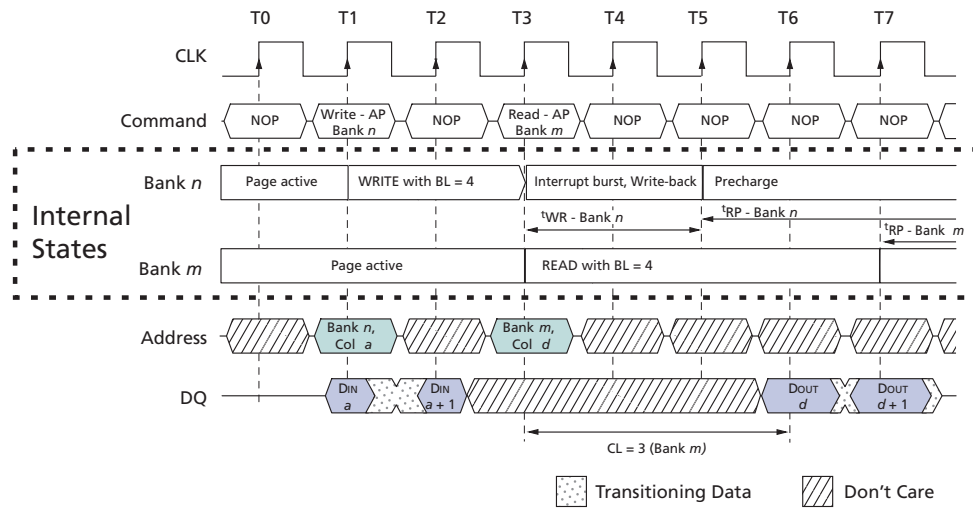 T0 T1 T2 T3 T4 T5 T6 T7
CLK
Command NOP Write - AP Bank n NOP Read - AP Bank m NOP NOP NOP NOP
Internal States
Bank n Page active WRITE with BL = 4 Interrupt burst, Write-back Precharge
tWR - Bank n tRP - Bank n
tRP - Bank m
Bank m Page active READ with BL = 4
Address Bank n, Col a Bank m, Col d
DQ DIN a DIN a + 1 DOUT d DOUT d + 1
CL = 3 (Bank m)
Transitioning Data Don't Care